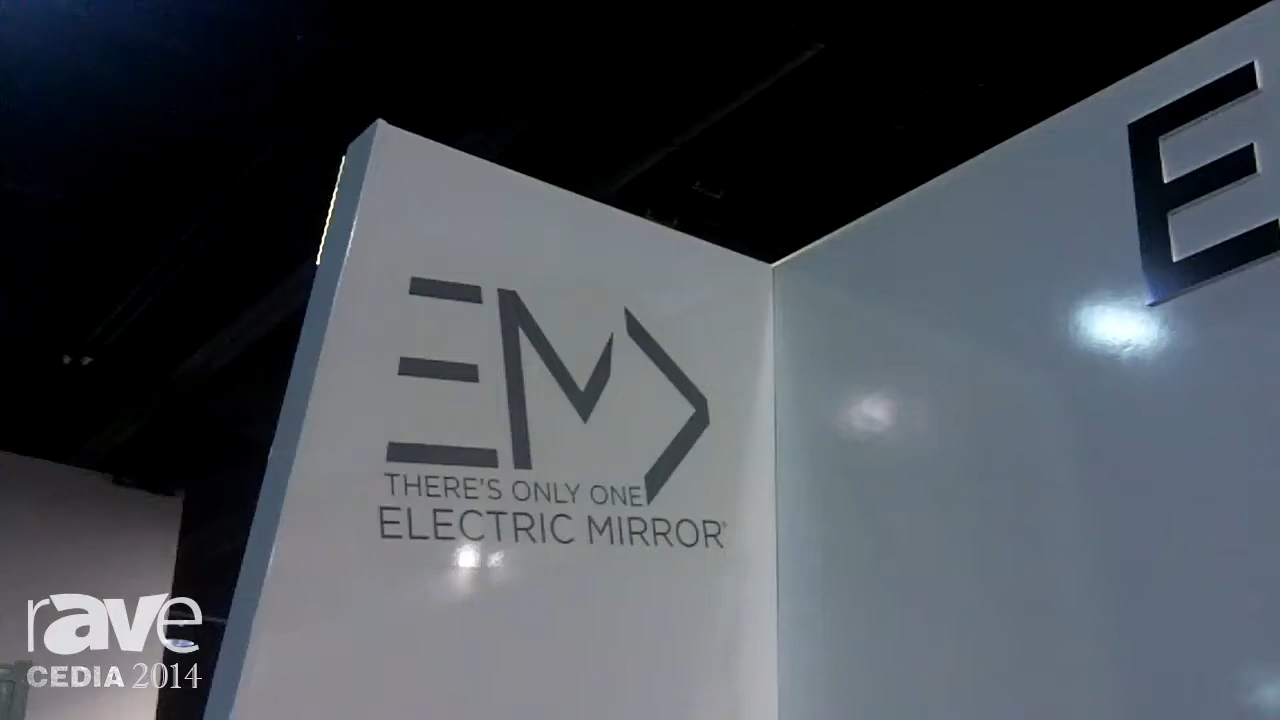 E
EM
THERE'S ONLY ONE
ELECTRIC MIRROR®
rAVe
CEDIA 2014